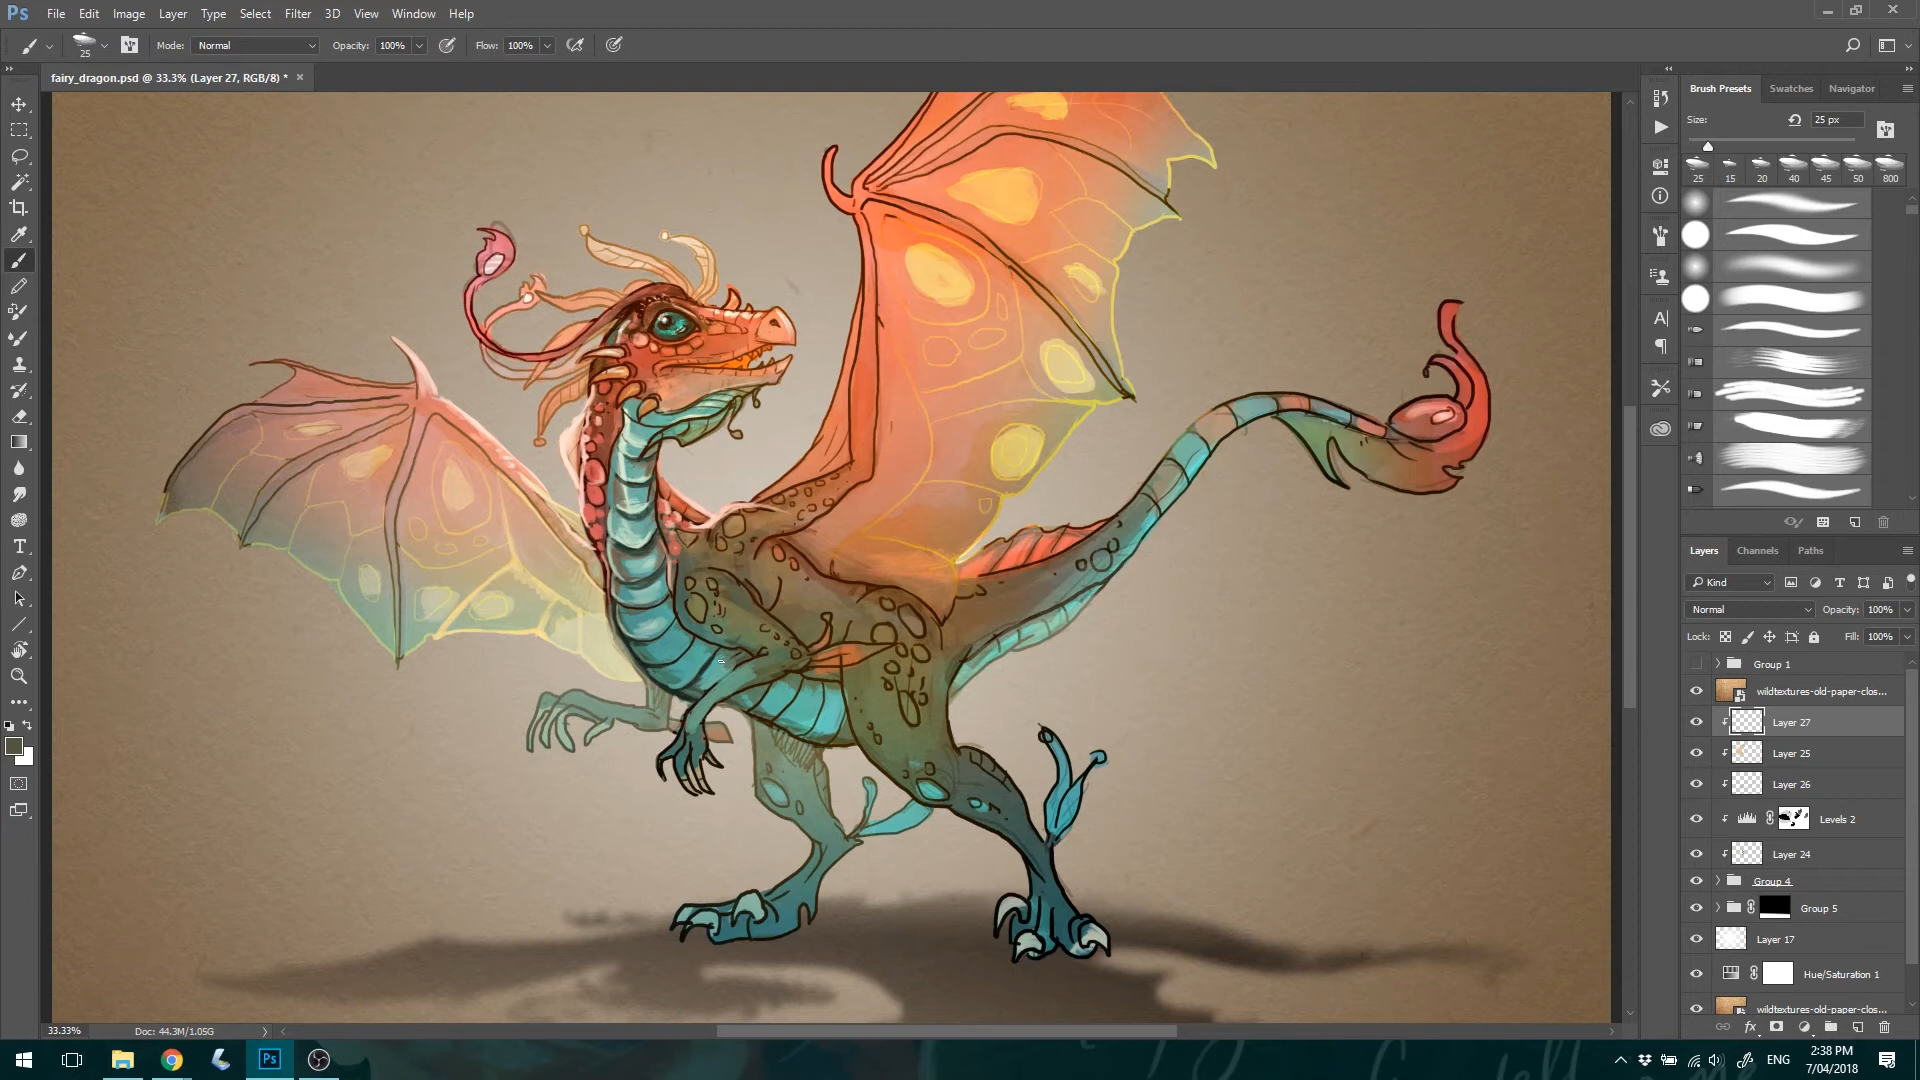 Ps File Edit Image Layer Type Select Filter 3D View Window Help
25 Mode: Normal Opacity: 100% Flow: 100%
fairy_dragon.psd @ 33.3% (Layer 27, RGB/8) *
Brush Presets Swatches Navigator
Size: 25 px
25 15 20 40 45 50 800
Layers Channels Paths
Kind
Normal Opacity: 100%
Lock: Fill: 100%
Group 1
wildtextures-old-paper-clos...
Layer 27
Layer 25
Layer 26
Levels 2
Layer 24
Group 4
Group 5
Layer 17
Hue/Saturation 1
wildtextures-old-paper-clos...
33.33% Doc: 44.3M/1.05G
Ps
ENG
2:38 PM
7/04/2018